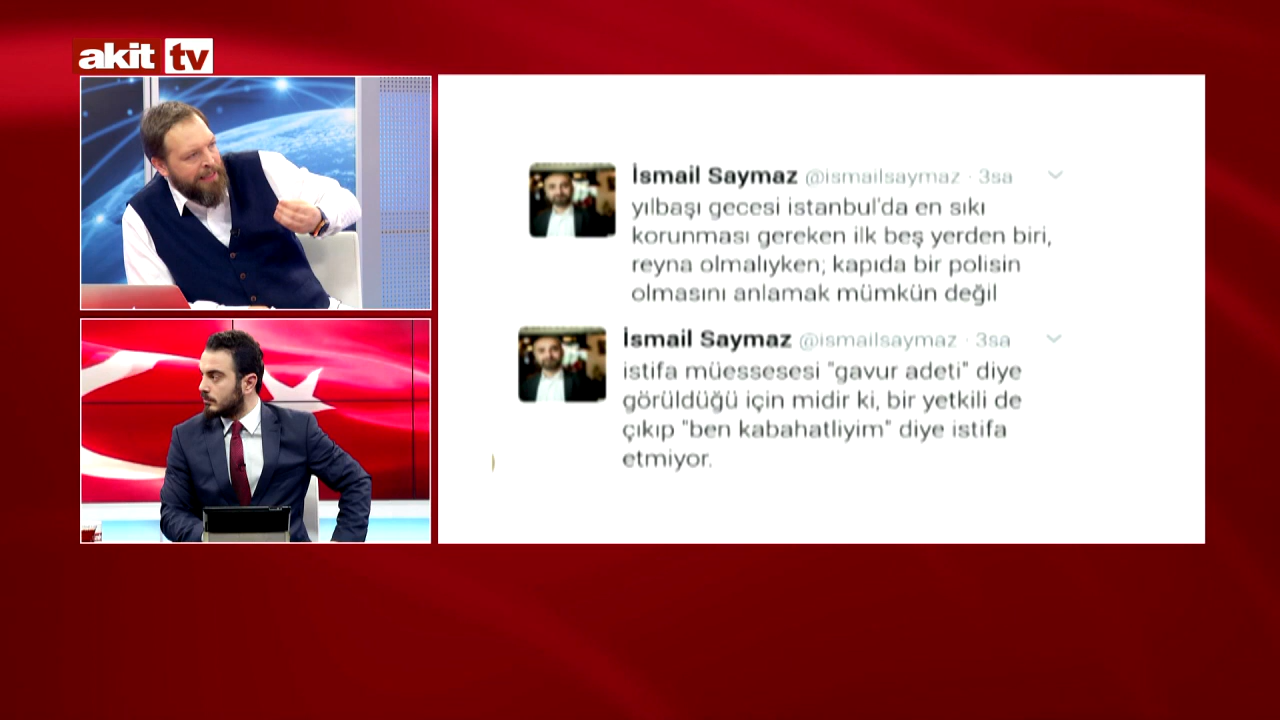 akit tv
İsmail Saymaz @ismailsaymaz · 3sa
yılbaşı gecesi istanbul'da en sıkı
korunması gereken ilk beş yerden biri,
reyna olmalıyken; kapıda bir polisin
olmasını anlamak mümkün değil
İsmail Saymaz @ismailsaymaz · 3sa
istifa müessesesi "gavur adeti" diye
görüldüğü için midir ki, bir yetkili de
çıkıp "ben kabahatliyim" diye istifa
etmiyor.